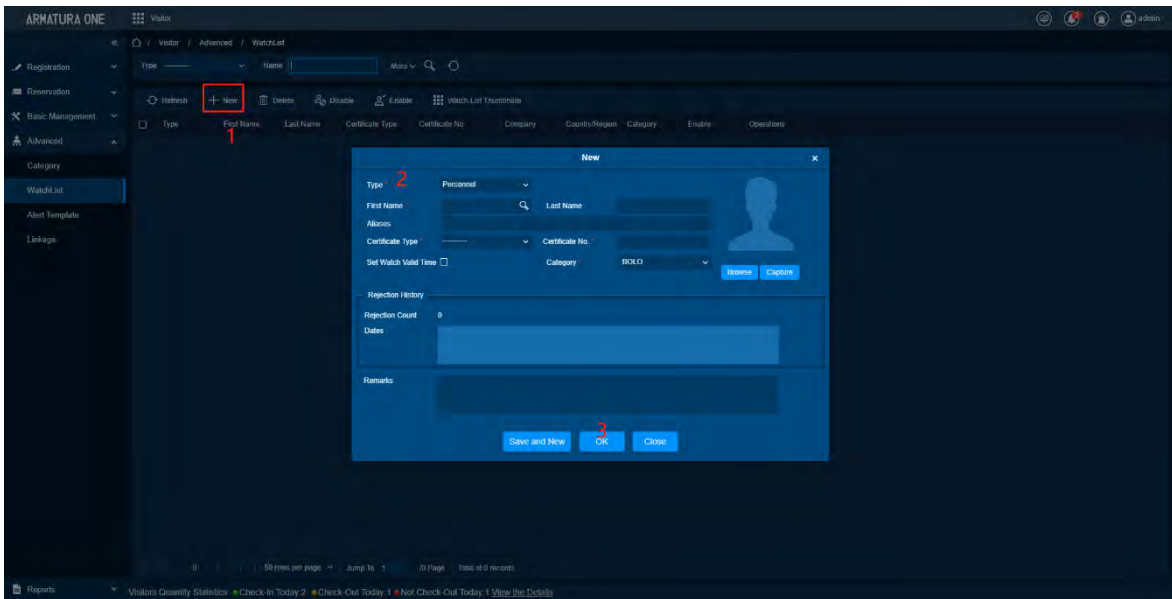 ARMATURA ONE
Visitor
admin
/ Visitor / Advanced / WatchList
Registration
Type
Name
More
Reservation
Refresh
New
Delete
Disable
Enable
Watch List Thumbnails
Basic Management
Type
First Name
Last Name
Certificate Type
Certificate No
Company
Country/Region
Category
Enable
Operations
1
Advanced
New
×
Category
WatchList
Alert Template
Linkage
Type *
2
Personnel
First Name
Last Name
Aliases
Certificate Type *
Certificate No. *
Set Watch Valid Time
Category
BOLO
Browse
Capture
Rejection History
Rejection Count
0
Dates
Remarks
3
Save and New
OK
Close
50 rows per page
Jump To 1
/0 Page
Total of 0 records
Reports
Visitors Quantity Statistics Check-In Today:2 Check-Out Today:1 Not Check-Out Today:1 View the Details